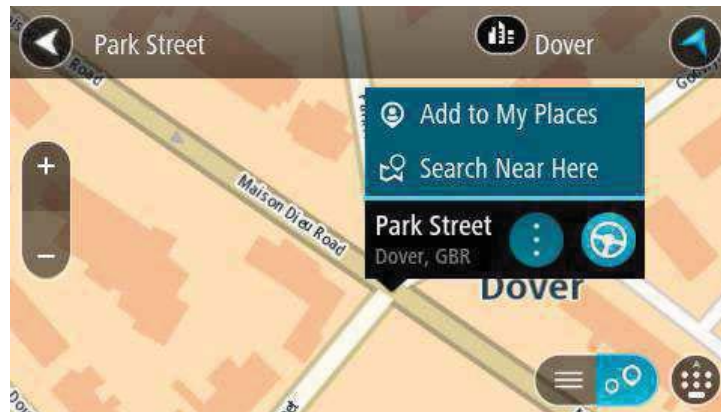 Park Street
Dover
Road
Add to My Places
Search Near Here
Maison Dieu Road
Park Street
Dover, GBR
Dover